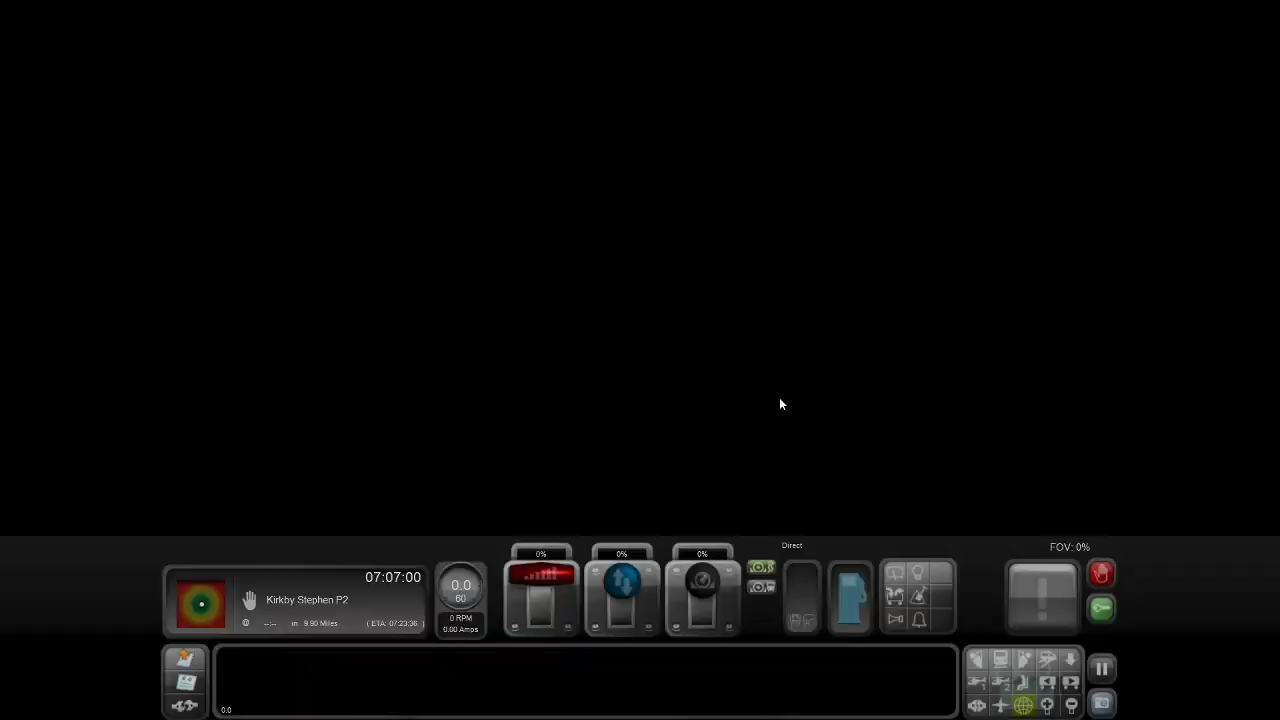 Direct
FOV: 0%
0%
0%
0%
07:07:00
Kirkby Stephen P2
@ --:-- in 9.90 Miles ( ETA: 07:23:36 )
0.0
60
0 RPM
0.00 Amps
0.0